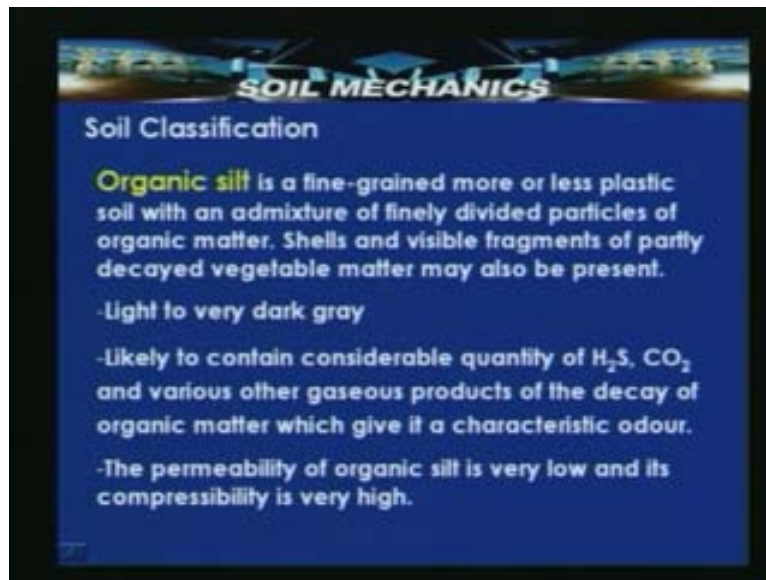 SOIL MECHANICS
Soil Classification
Organic silt is a fine-grained more or less plastic
soil with an admixture of finely divided particles of
organic matter. Shells and visible fragments of partly
decayed vegetable matter may also be present.
-Light to very dark gray
-Likely to contain considerable quantity of H₂S, CO₂
and various other gaseous products of the decay of
organic matter which give it a characteristic odour.
-The permeability of organic silt is very low and its
compressibility is very high.